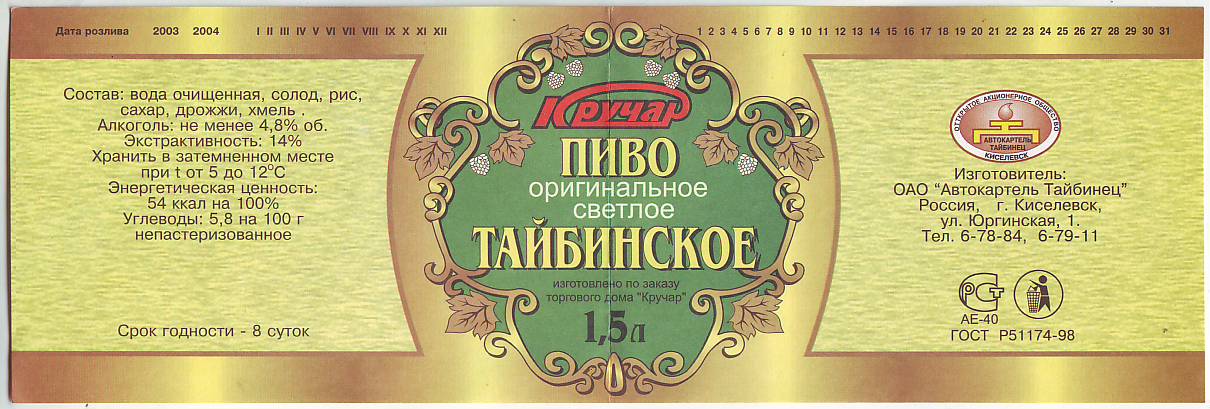 Дата розлива 2003 2004 I II III IV V VI VII VIII IX X XI XII
1 2 3 4 5 6 7 8 9 10 11 12 13 14 15 16 17 18 19 20 21 22 23 24 25 26 27 28 29 30 31
Состав: вода очищенная, солод, рис,
сахар, дрожжи, хмель .
Алкоголь: не менее 4,8% об.
Экстрактивность: 14%
Хранить в затемненном месте
при t от 5 до 12°С
Энергетическая ценность:
54 ккал на 100%
Углеводы: 5,8 на 100 г
непастеризованное
Срок годности - 8 суток
Кручар
ПИВО
оригинальное
светлое
ТАЙБИНСКОЕ
изготовлено по заказу
торгового дома "Кручар"
1,5л
ОТКРЫТОЕ АКЦИОНЕРНОЕ ОБЩЕСТВО
АВТОКАРТЕЛЬ
ТАЙБИНЕЦ
КИСЕЛЕВСК
Изготовитель:
ОАО “Автокартель Тайбинец”
Россия, г. Киселевск,
ул. Юргинская, 1.
Тел. 6-78-84, 6-79-11
РСТ
АЕ-40
ГОСТ Р51174-98